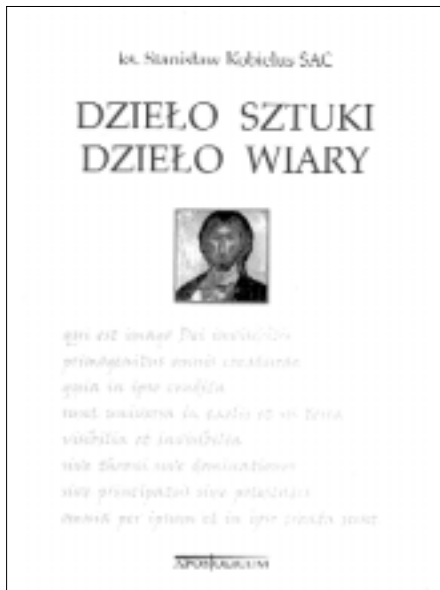 ks. Stanisław Kobielus SAC
DZIEŁO SZTUKI
DZIEŁO WIARY
qui est imago Dei invisibilis
primogenitus omnis creaturae
quia in ipso condita
sunt universa in caelis et in terra
visibilia et invisibilia
sive throni sive dominationes
sive principatus sive potestates
omnia per ipsum et in ipso creata sunt
APOSTOLICUM